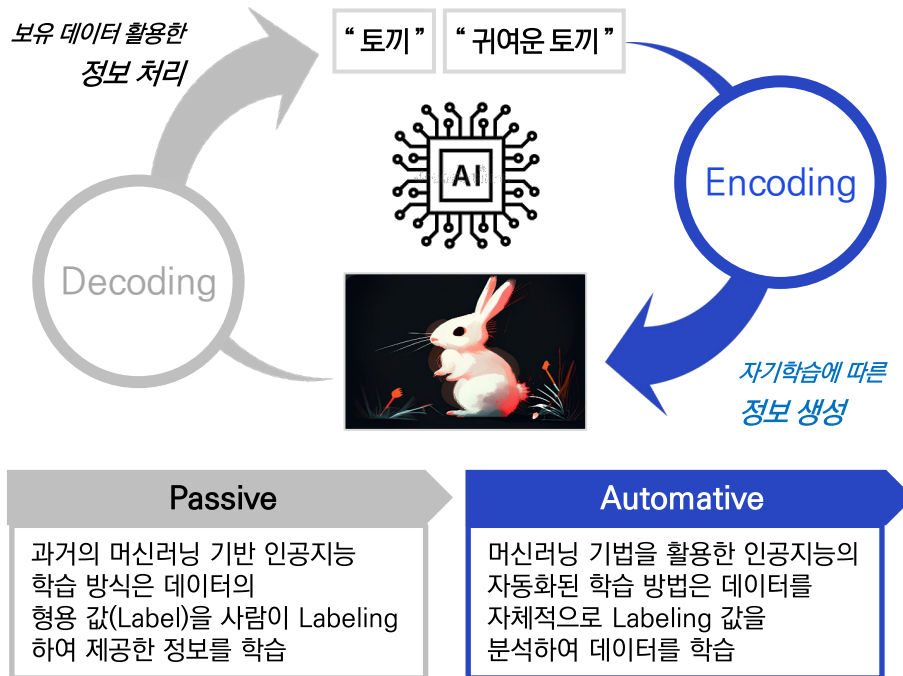 보유 데이터 활용한
정보 처리
“ 토끼 ”
“ 귀여운 토끼 ”
AI
Encoding
Decoding
자기학습에 따른
정보 생성
Passive
과거의 머신러닝 기반 인공지능
학습 방식은 데이터의
형용 값(Label)을 사람이 Labeling
하여 제공한 정보를 학습
Automative
머신러닝 기법을 활용한 인공지능의
자동화된 학습 방법은 데이터를
자체적으로 Labeling 값을
분석하여 데이터를 학습